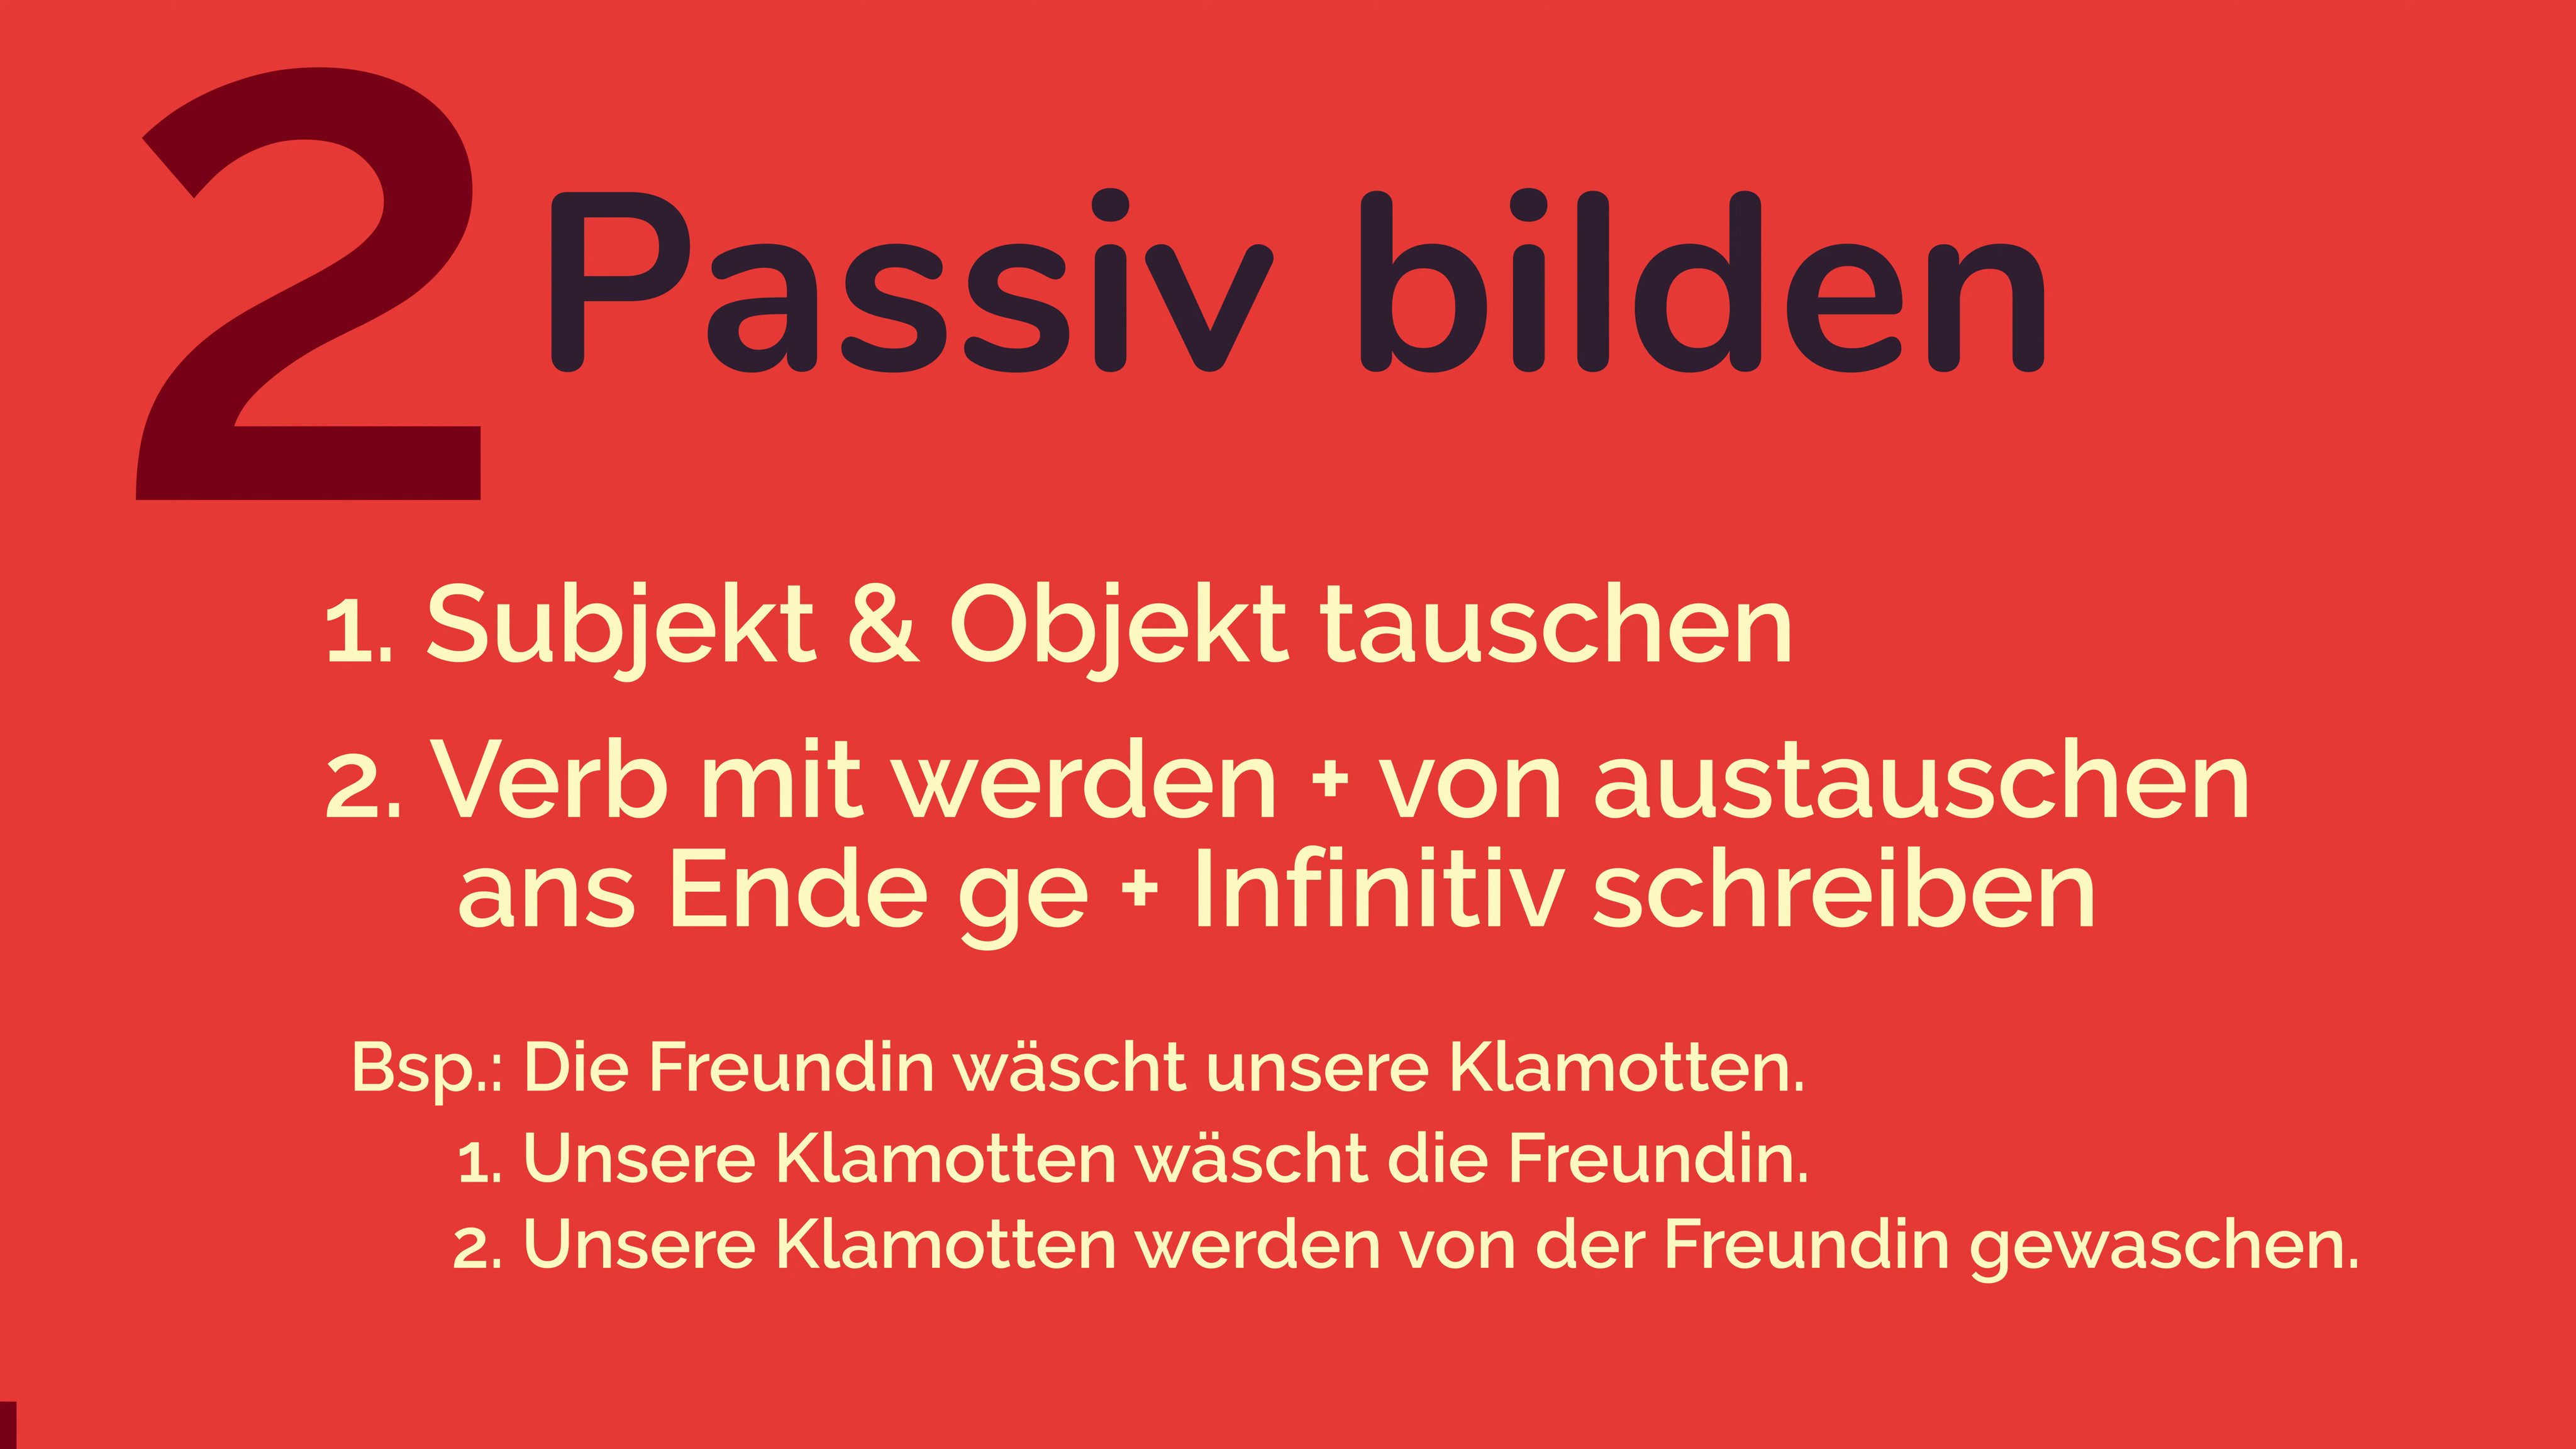 2 Passiv bilden
1. Subjekt & Objekt tauschen
2. Verb mit werden + von austauschen
ans Ende ge + Infinitiv schreiben
Bsp.: Die Freundin wäscht unsere Klamotten.
1. Unsere Klamotten wäscht die Freundin.
2. Unsere Klamotten werden von der Freundin gewaschen.